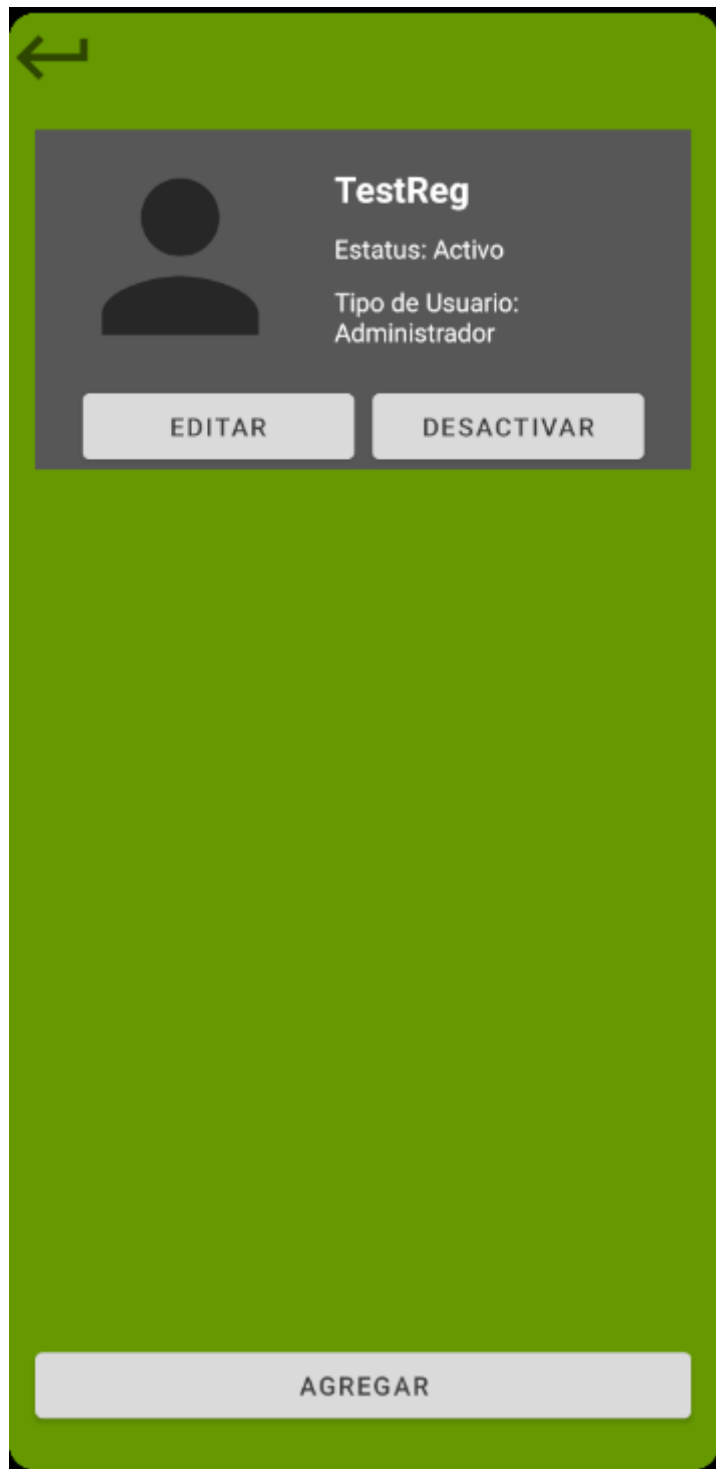 TestReg
Estatus: Activo
Tipo de Usuario:
Administrador
EDITAR
DESACTIVAR
AGREGAR